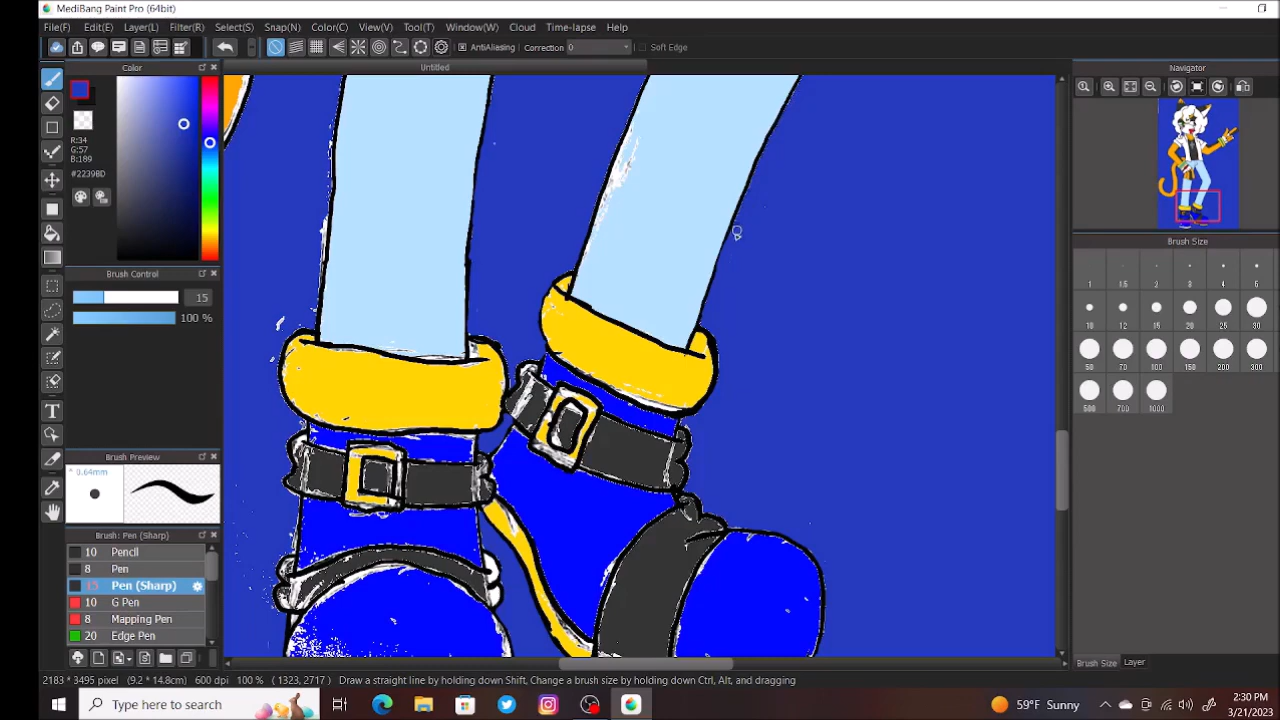 MediBang Paint Pro (64bit)
File(F) Edit(E) Layer(L) Filter(R) Select(S) Snap(N) Color(C) View(V) Tool(T) Window(W) Cloud Time-lapse Help
AntiAliasing Correction 0 Soft Edge
Color Untitled Navigator
R:34
G:57
B:189
#2239BD
Brush Control
15
100 %
Brush Size
1 1.5 2 3 4 5
10 12 15 20 25 30
50 70 100 150 200 300
500 700 1000
Brush Preview
0.64mm
Brush: Pen (Sharp)
10 Pencil
8 Pen
15 Pen (Sharp)
10 G Pen
8 Mapping Pen
20 Edge Pen
Brush Size Layer
2183 * 3495 pixel (9.2 * 14.8cm) 600 dpi 100 % ( 1323, 2717 ) Draw a straight line by holding down Shift, Change a brush size by holding down Ctrl, Alt, and dragging
Type here to search
59°F Sunny
2:30 PM
3/21/2023